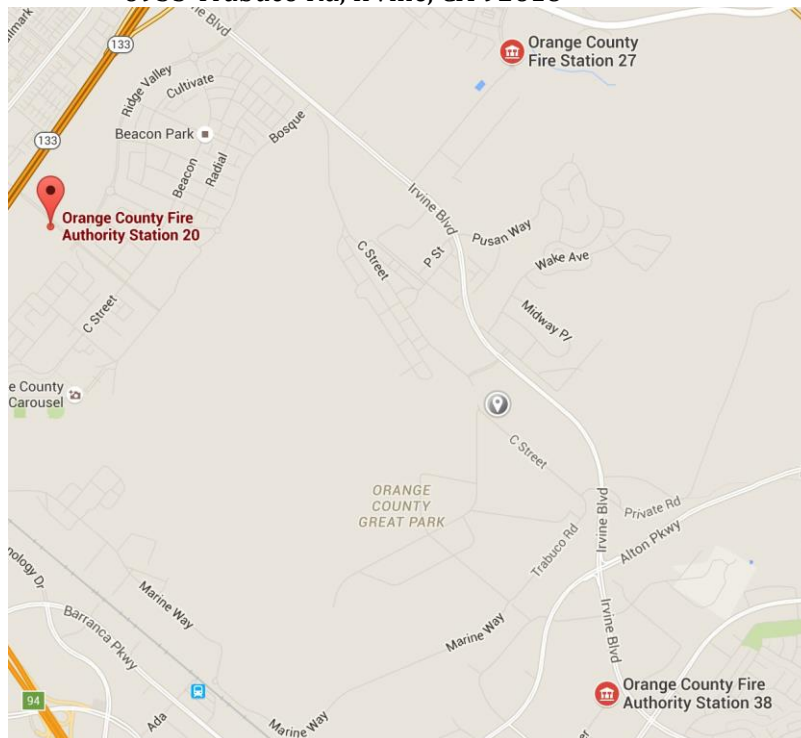 133
Ridge Valley
Cultivate
Orange County
Fire Station 27
Beacon Park
Bosque
133
Beacon
Radial
Irvine Blvd
Orange County Fire
Authority Station 20
C Street
P St
Pusan Way
Wake Ave
C Street
Midway Pl
e County
Carousel
C Street
ORANGE
COUNTY
GREAT PARK
Irvine Blvd
Private Rd
Trabuco Rd
Alton Pkwy
nology Dr
Marine Way
Barranca Pkwy
Marine Way
Irvine Blvd
94
Orange County Fire
Authority Station 38
Ada
Marine Way